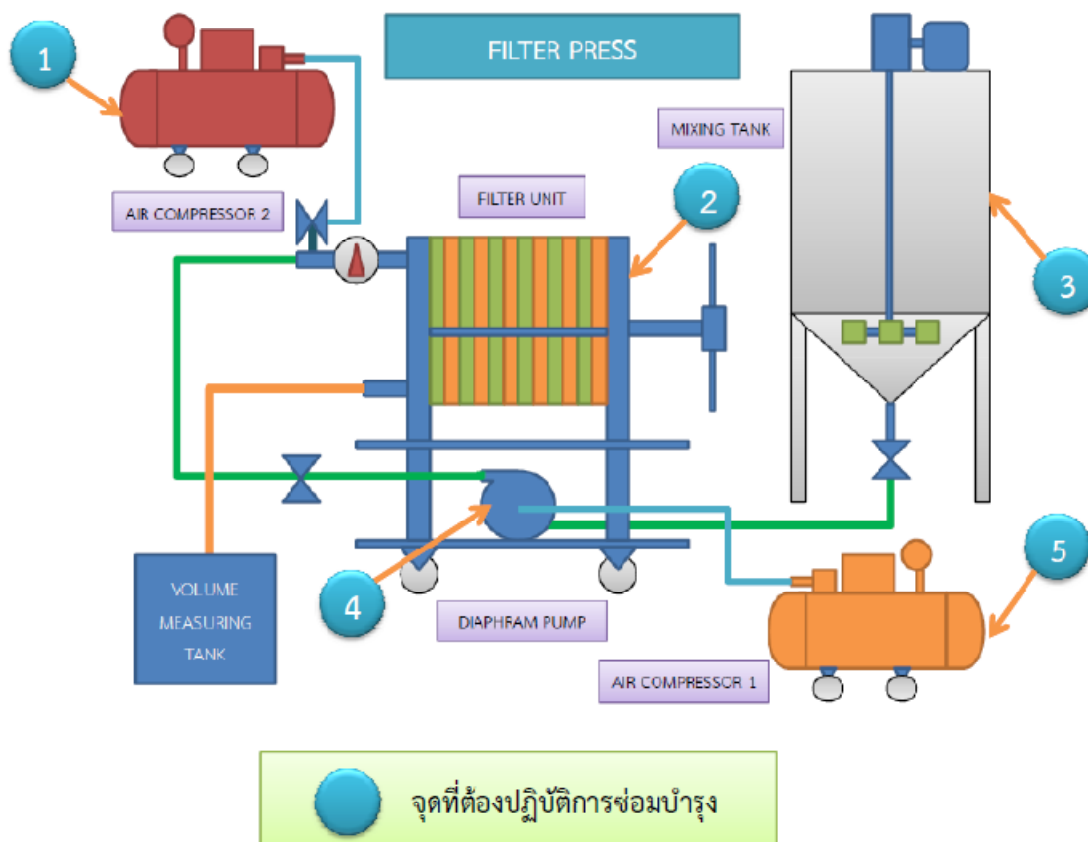 1
FILTER PRESS
MIXING TANK
2
AIR COMPRESSOR 2
FILTER UNIT
3
4
5
VOLUME
MEASURING
TANK
DIAPHRAM PUMP
AIR COMPRESSOR 1
จุดที่ต้องปฏิบัติการซ่อมบำรุง